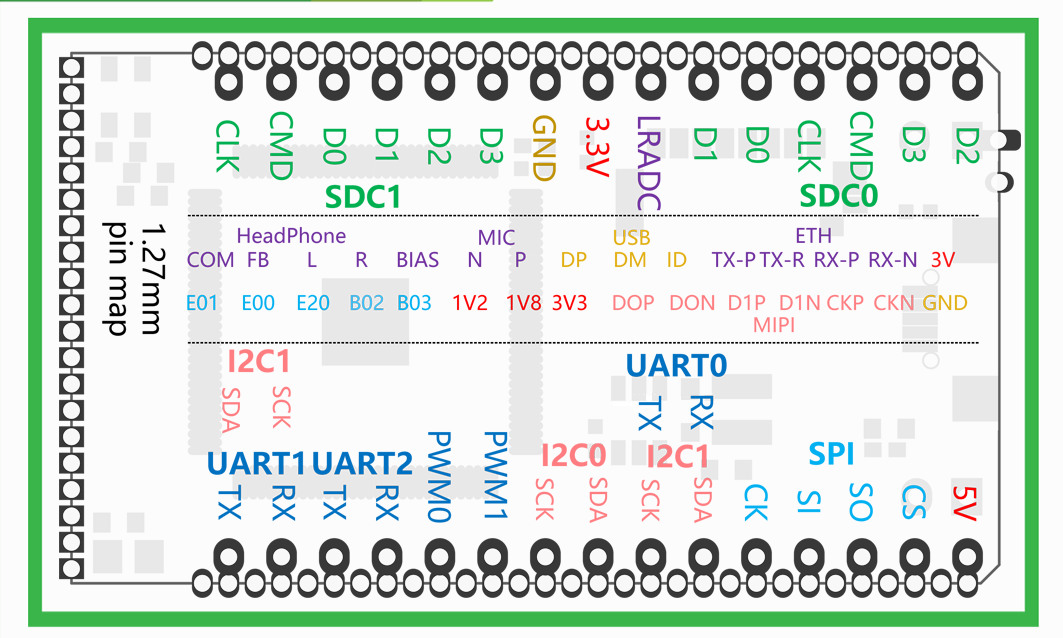 CLK CMD D0 D1 D2 D3 GND 3.3V LRADC D1 D0 CLK CMD D3 D2
SDC1 SDC0
1.27mm
pin map
HeadPhone MIC USB ETH
COM FB L R BIAS N P DP DM ID TX-P TX-R RX-P RX-N 3V
E01 E00 E20 B02 B03 1V2 1V8 3V3 DOP DON D1P D1N CKP CKN GND
MIPI
I2C1 UART0
SDA SCK TX RX
UART1 UART2 PWM0 PWM1 I2C0 I2C1 SPI
TX RX TX RX SCK SDA SCK SDA CK SI SO CS 5V